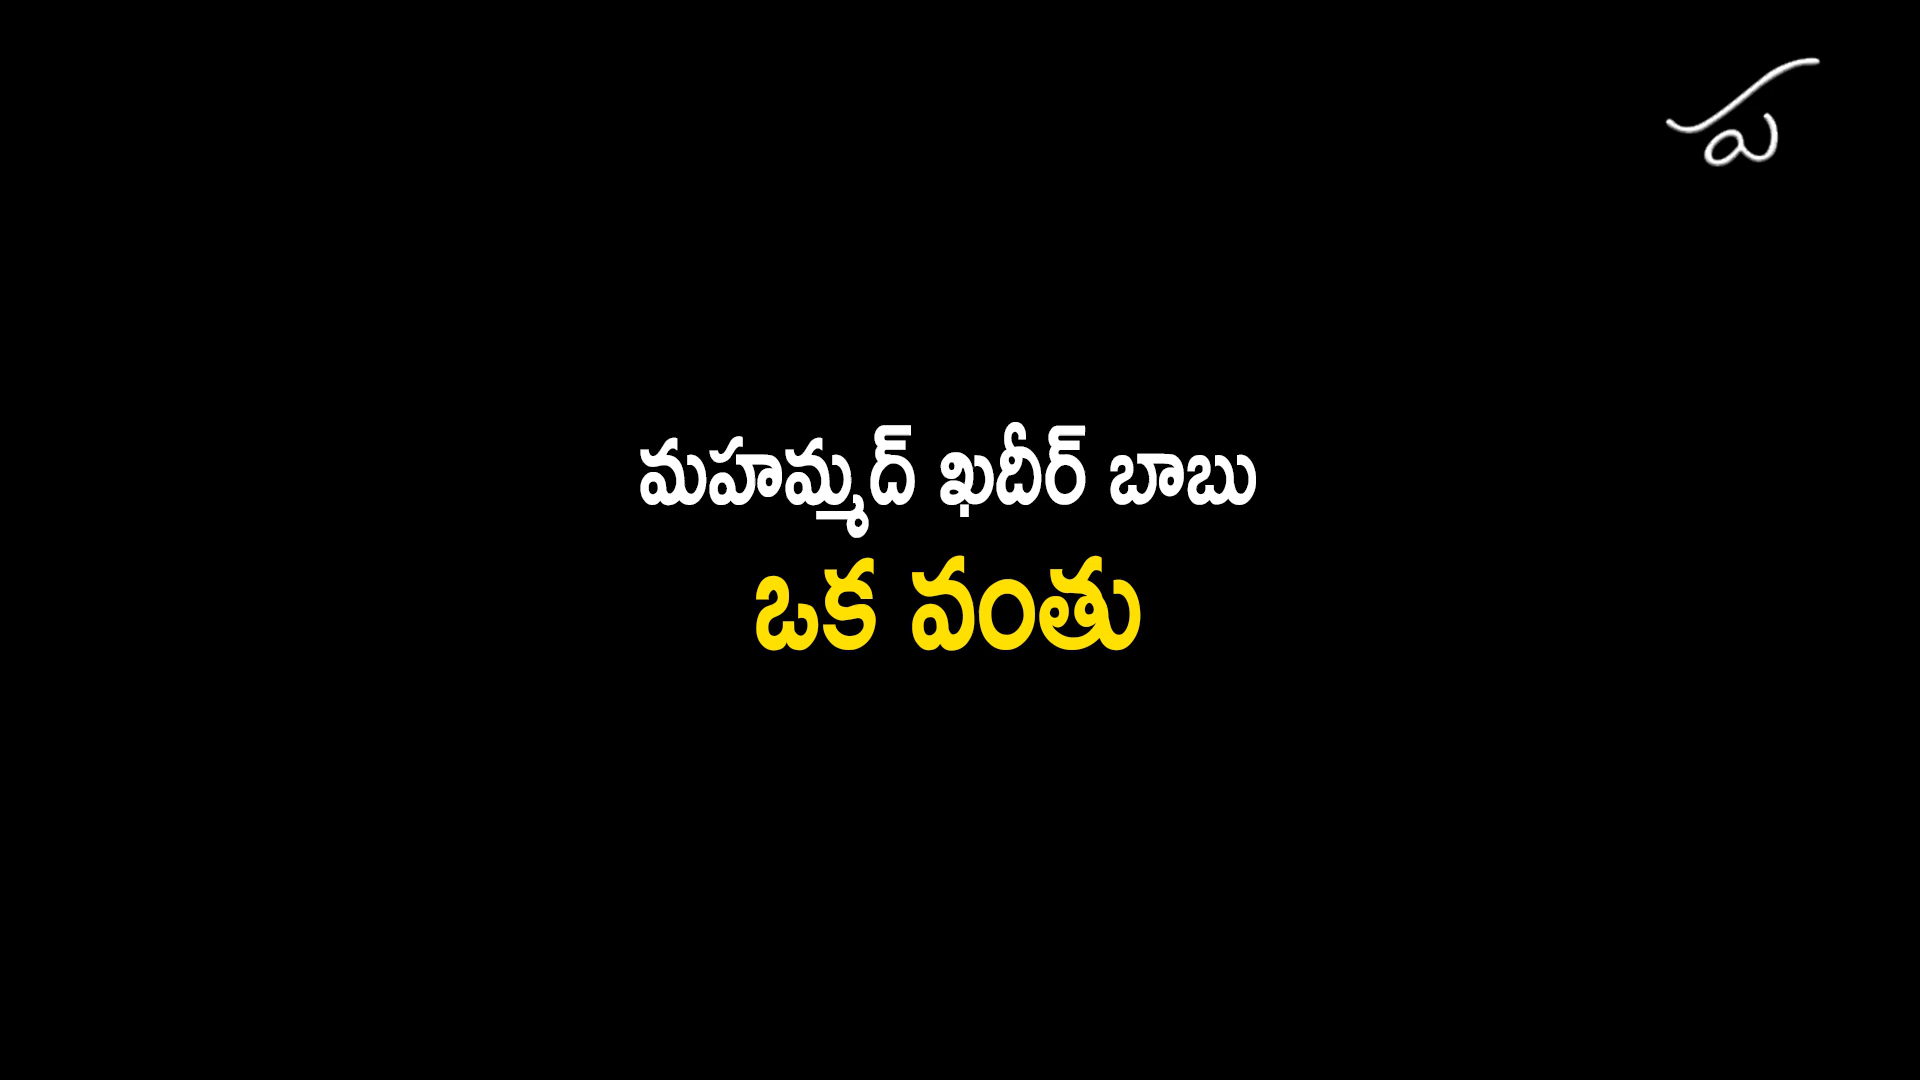 ప
మహమ్మద్ ఖదీర్ బాబు
ఒక వంతు